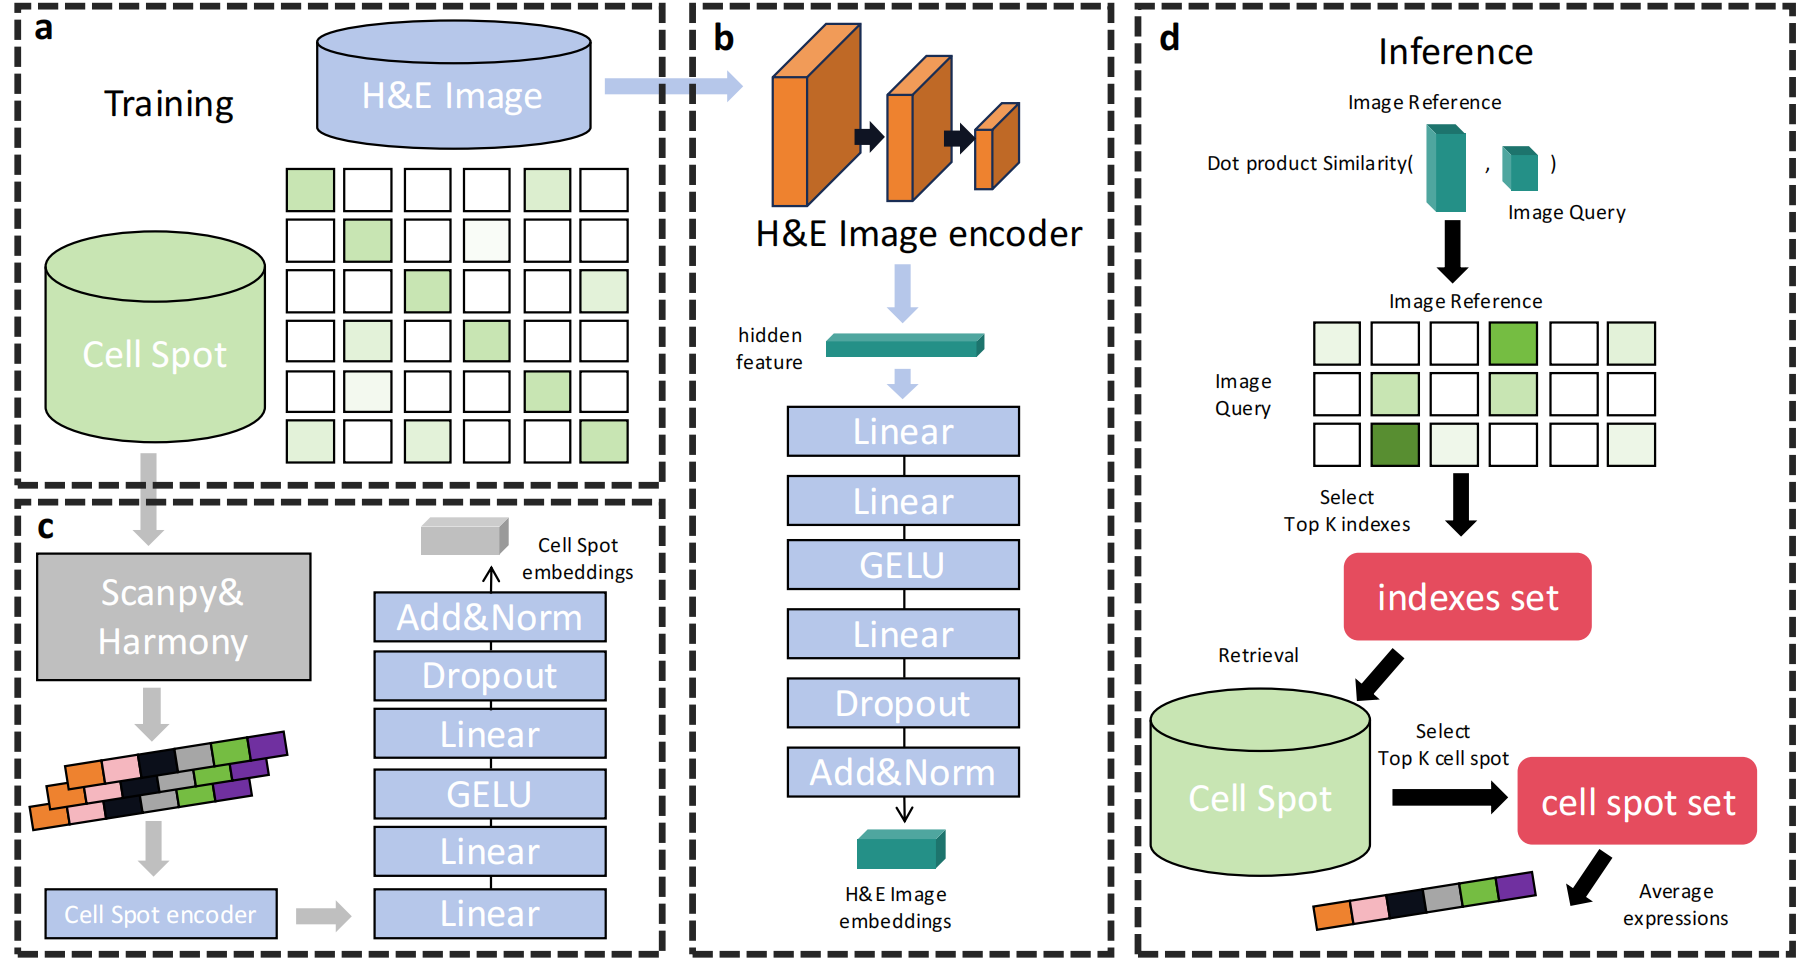 a
Training
H&E Image
Cell Spot
b
H&E Image encoder
hidden
feature
Linear
Linear
GELU
Linear
Dropout
Add&Norm
H&E Image
embeddings
c
Scanpy&
Harmony
Cell Spot encoder
Cell Spot
embeddings
Add&Norm
Dropout
Linear
GELU
Linear
Linear
d
Inference
Image Reference
Dot product Similarity( , )
Image Query
Image Reference
Image
Query
Select
Top K indexes
indexes set
Retrieval
Cell Spot
Select
Top K cell spot
cell spot set
Average
expressions